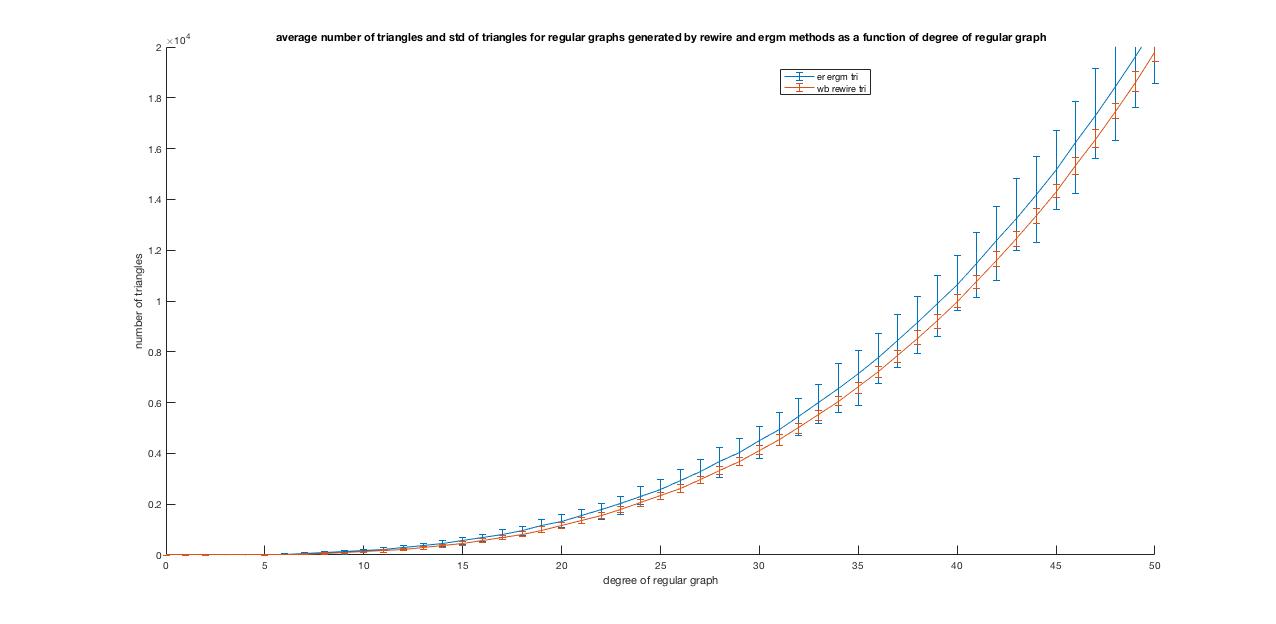 average number of triangles and std of triangles for regular graphs generated by rewire and ergm methods as a function of degree of regular graph
×10⁴
2
1.8
1.6
1.4
1.2
1
0.8
0.6
0.4
0.2
0
number of triangles
er ergm tri
wb rewire tri
0 5 10 15 20 25 30 35 40 45 50
degree of regular graph